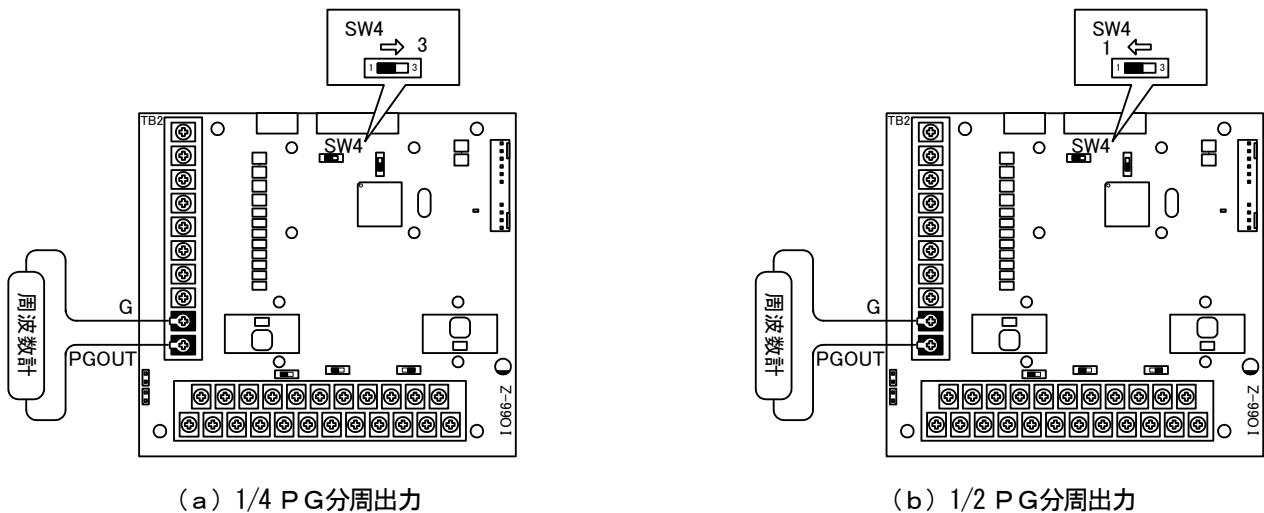 SW4
⇨ 3
1 3
TB2
SW4
G
PGOUT
周波数計
Z-990I
(a) 1/4 PG分周出力
SW4
1 ⇦
1 3
TB2
SW4
G
PGOUT
周波数計
Z-990I
(b) 1/2 PG分周出力